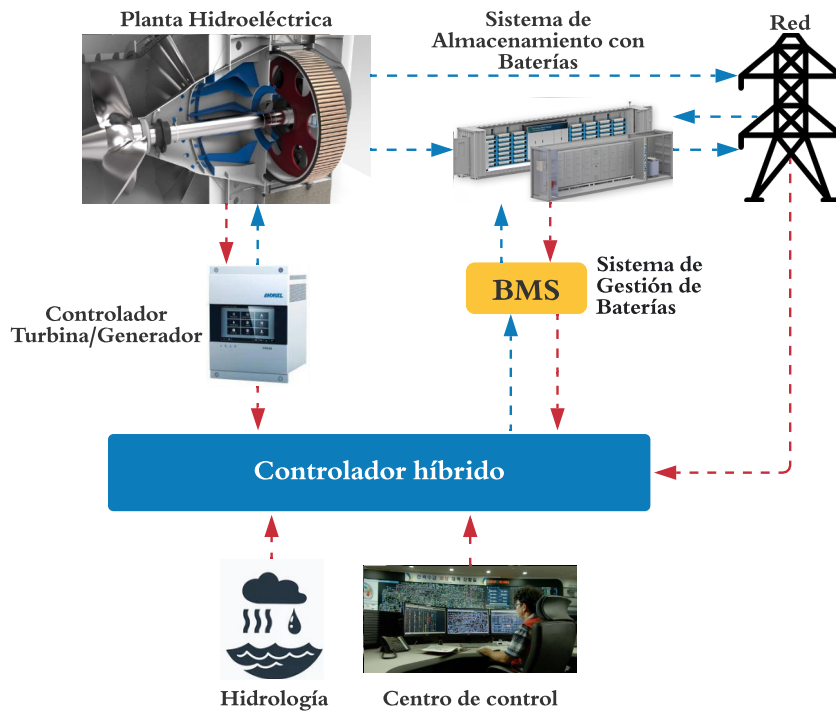 Planta Hidroeléctrica
Sistema de
Almacenamiento con
Baterías
Red
Controlador
Turbina/Generador
BMS
Sistema de
Gestión de
Baterías
Controlador híbrido
Hidrología
Centro de control